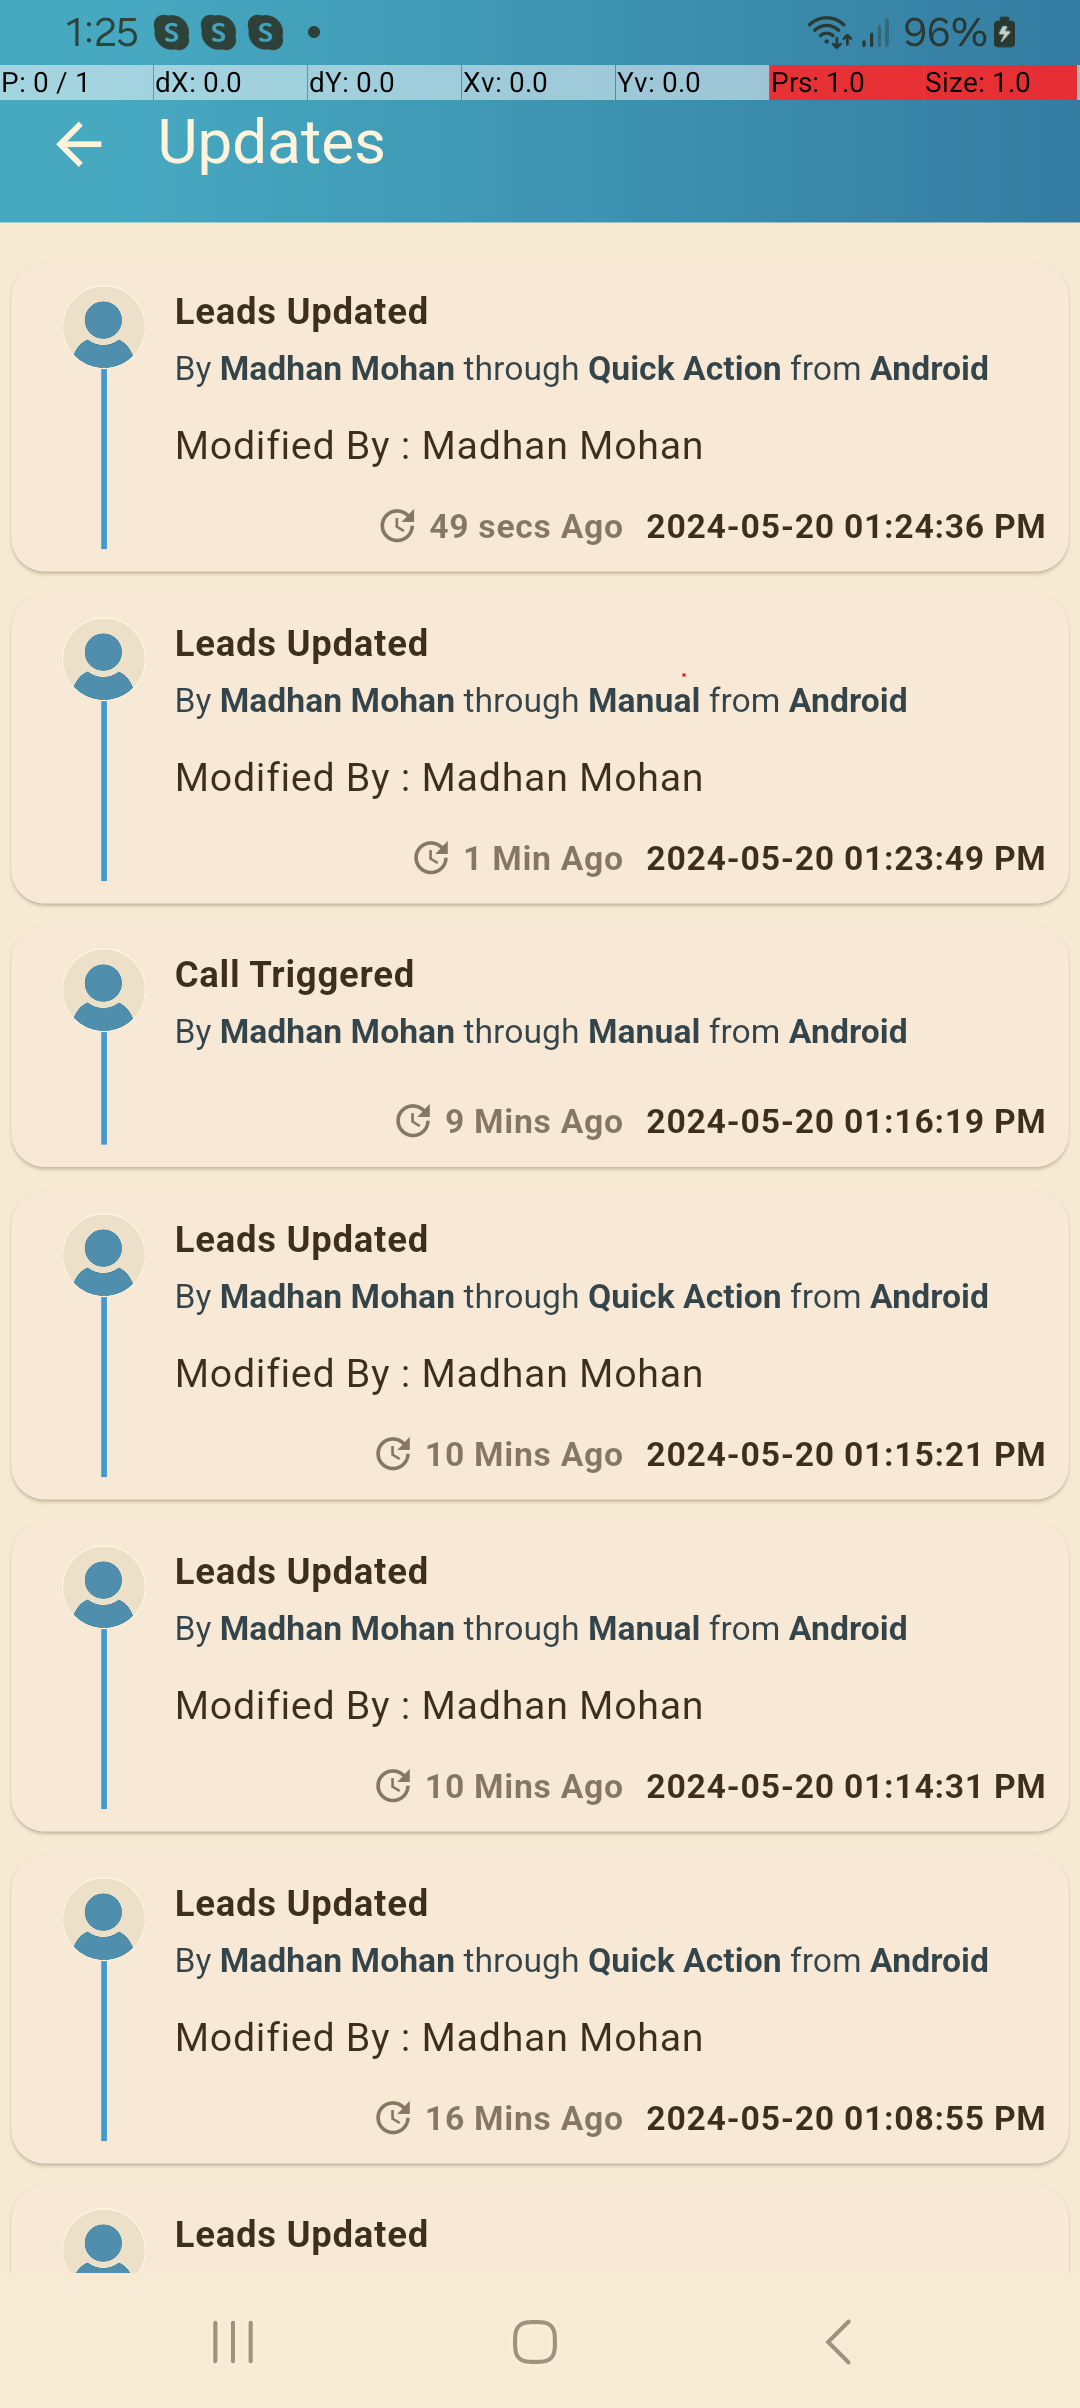 1:25 S S S 96%
P: 0 / 1 dX: 0.0 dY: 0.0 Xv: 0.0 Yv: 0.0 Prs: 1.0 Size: 1.0
Updates
Leads Updated
By Madhan Mohan through Quick Action from Android
Modified By : Madhan Mohan
49 secs Ago 2024-05-20 01:24:36 PM
Leads Updated
By Madhan Mohan through Manual from Android
Modified By : Madhan Mohan
1 Min Ago 2024-05-20 01:23:49 PM
Call Triggered
By Madhan Mohan through Manual from Android
9 Mins Ago 2024-05-20 01:16:19 PM
Leads Updated
By Madhan Mohan through Quick Action from Android
Modified By : Madhan Mohan
10 Mins Ago 2024-05-20 01:15:21 PM
Leads Updated
By Madhan Mohan through Manual from Android
Modified By : Madhan Mohan
10 Mins Ago 2024-05-20 01:14:31 PM
Leads Updated
By Madhan Mohan through Quick Action from Android
Modified By : Madhan Mohan
16 Mins Ago 2024-05-20 01:08:55 PM
Leads Updated